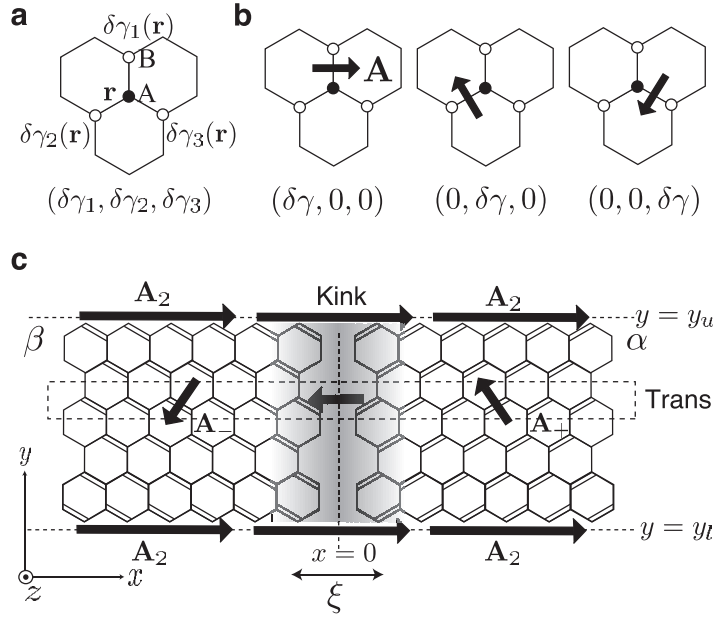 a
δγ₁(r)
B
r A
δγ₂(r) δγ₃(r)
(δγ₁, δγ₂, δγ₃)
b
A
(δγ, 0, 0) (0, δγ, 0) (0, 0, δγ)
c
A₂ Kink A₂ y = yᵤ
β α
A₋ A₊ Trans
y
A₂ x = 0 A₂ y = yₗ
z x
ξ